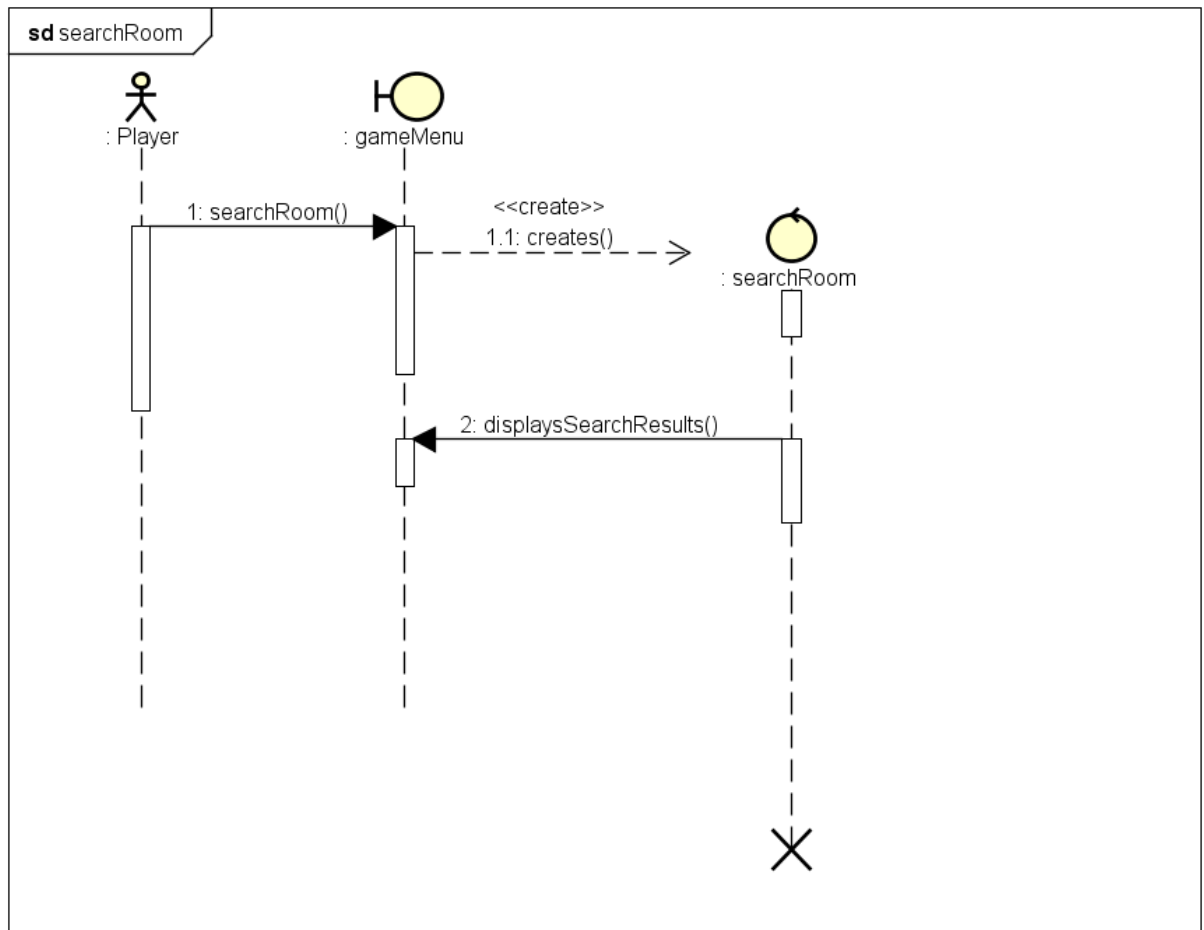 sd searchRoom
: Player
: gameMenu
1: searchRoom()
<<create>>
1.1: creates()
: searchRoom
2: displaysSearchResults()